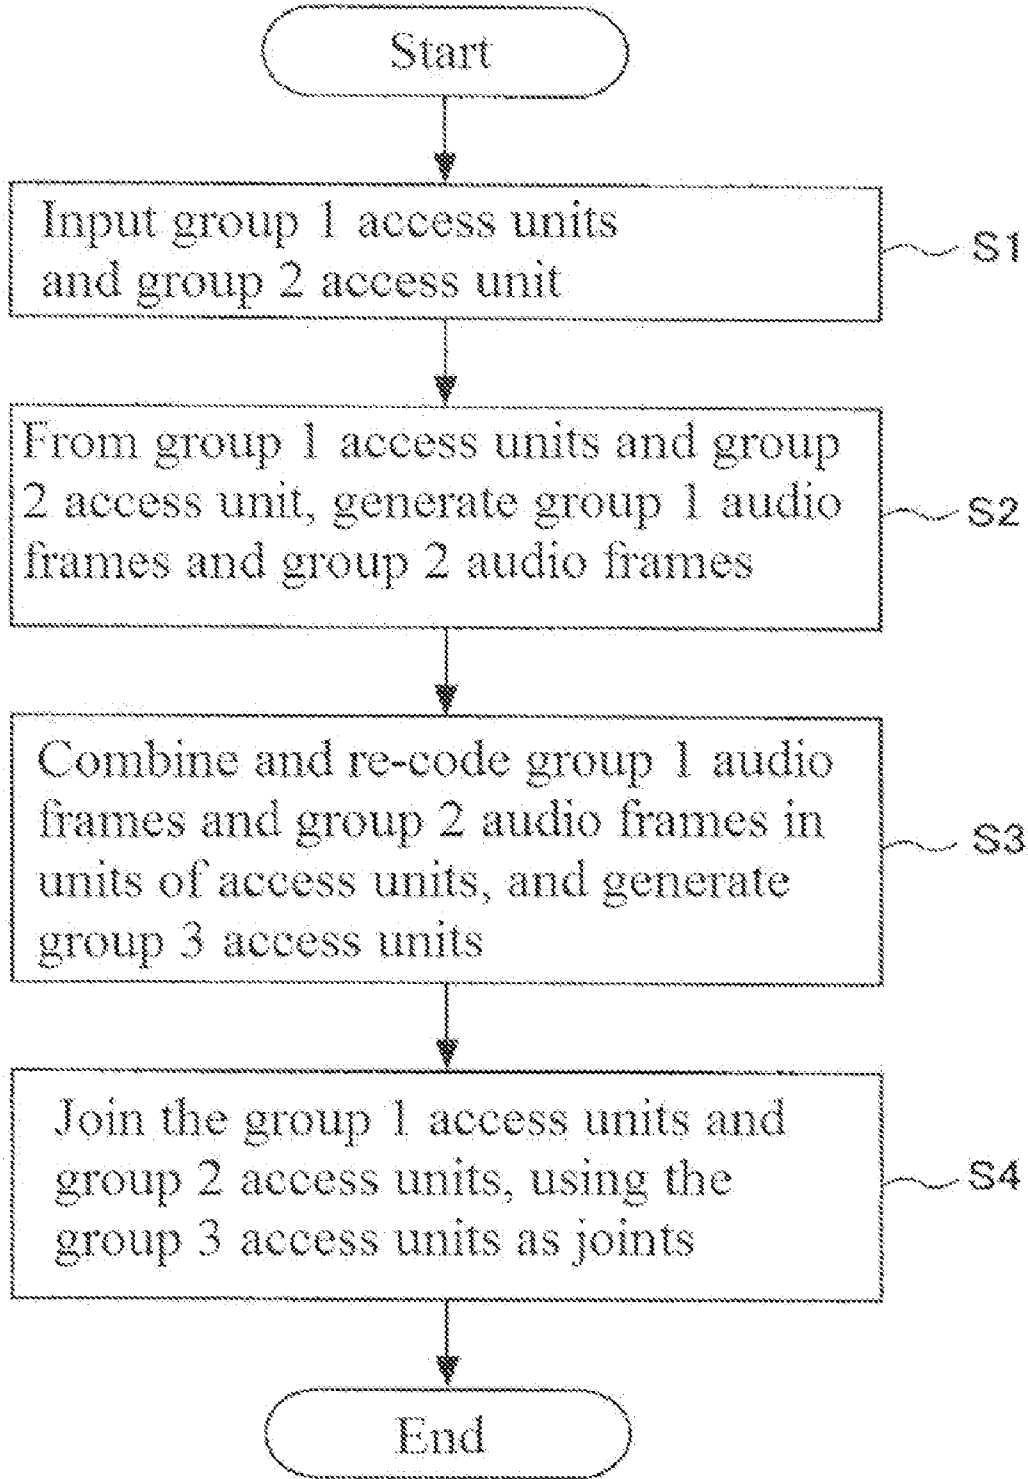 Start
Input group 1 access units
and group 2 access unit
S1
From group 1 access units and group
2 access unit, generate group 1 audio
frames and group 2 audio frames
S2
Combine and re-code group 1 audio
frames and group 2 audio frames in
units of access units, and generate
group 3 access units
S3
Join the group 1 access units and
group 2 access units, using the
group 3 access units as joints
S4
End